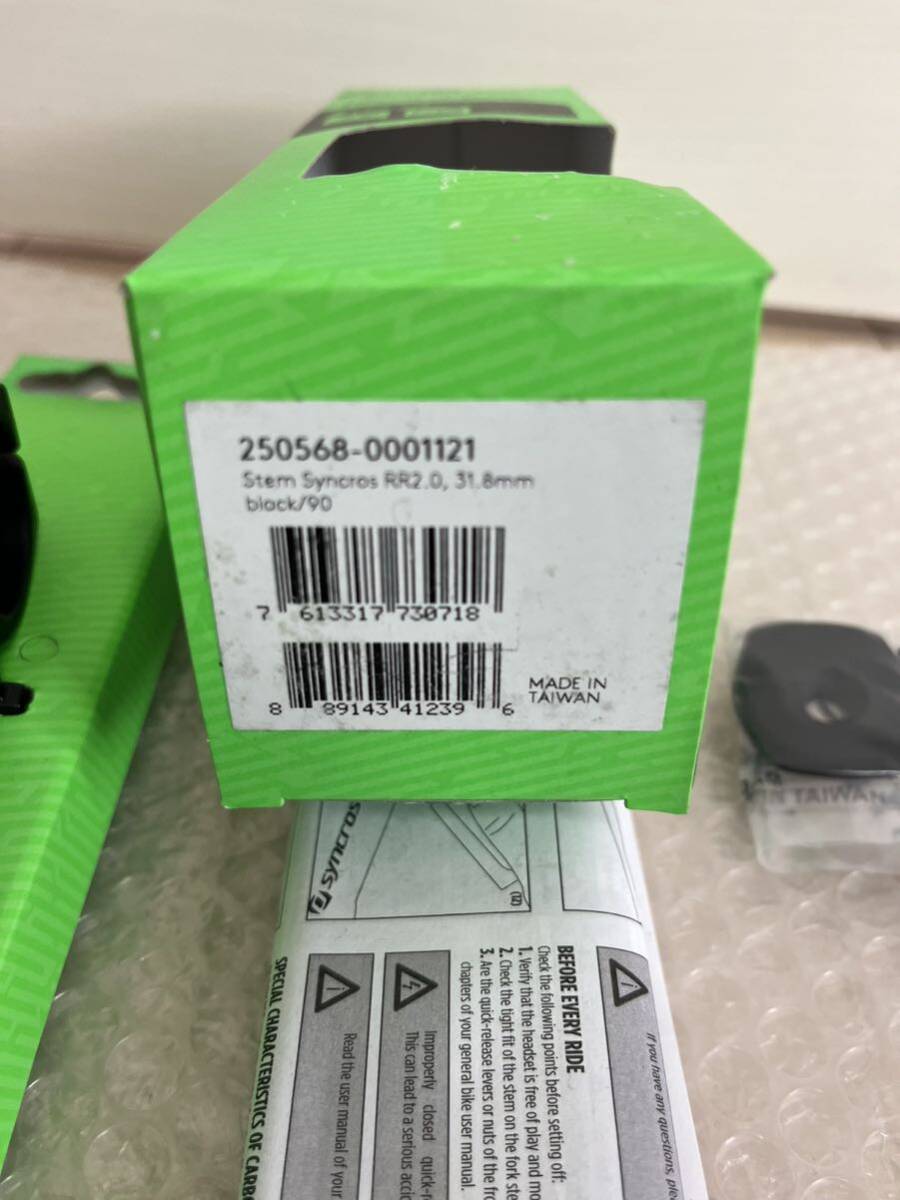 250568-0001121
Stem Syncros RR2.0, 31.8mm
black/90
7 613317 730718
8 89143 41239 6
MADE IN
TAIWAN
TAIWAN
syncros
(12)
If you have any questions,
BEFORE EVERY RIDE
Check the following points before setting off:
1. Verify that the headset is free of play and
2. Check the tight fit of the stem on the fork
3. Are the quick-release levers or nuts of the
chapters of your general bike user manual.
Improperly closed
This can lead to a serious
Read the user manual of your
SPECIAL CHARACTERISTICS OF